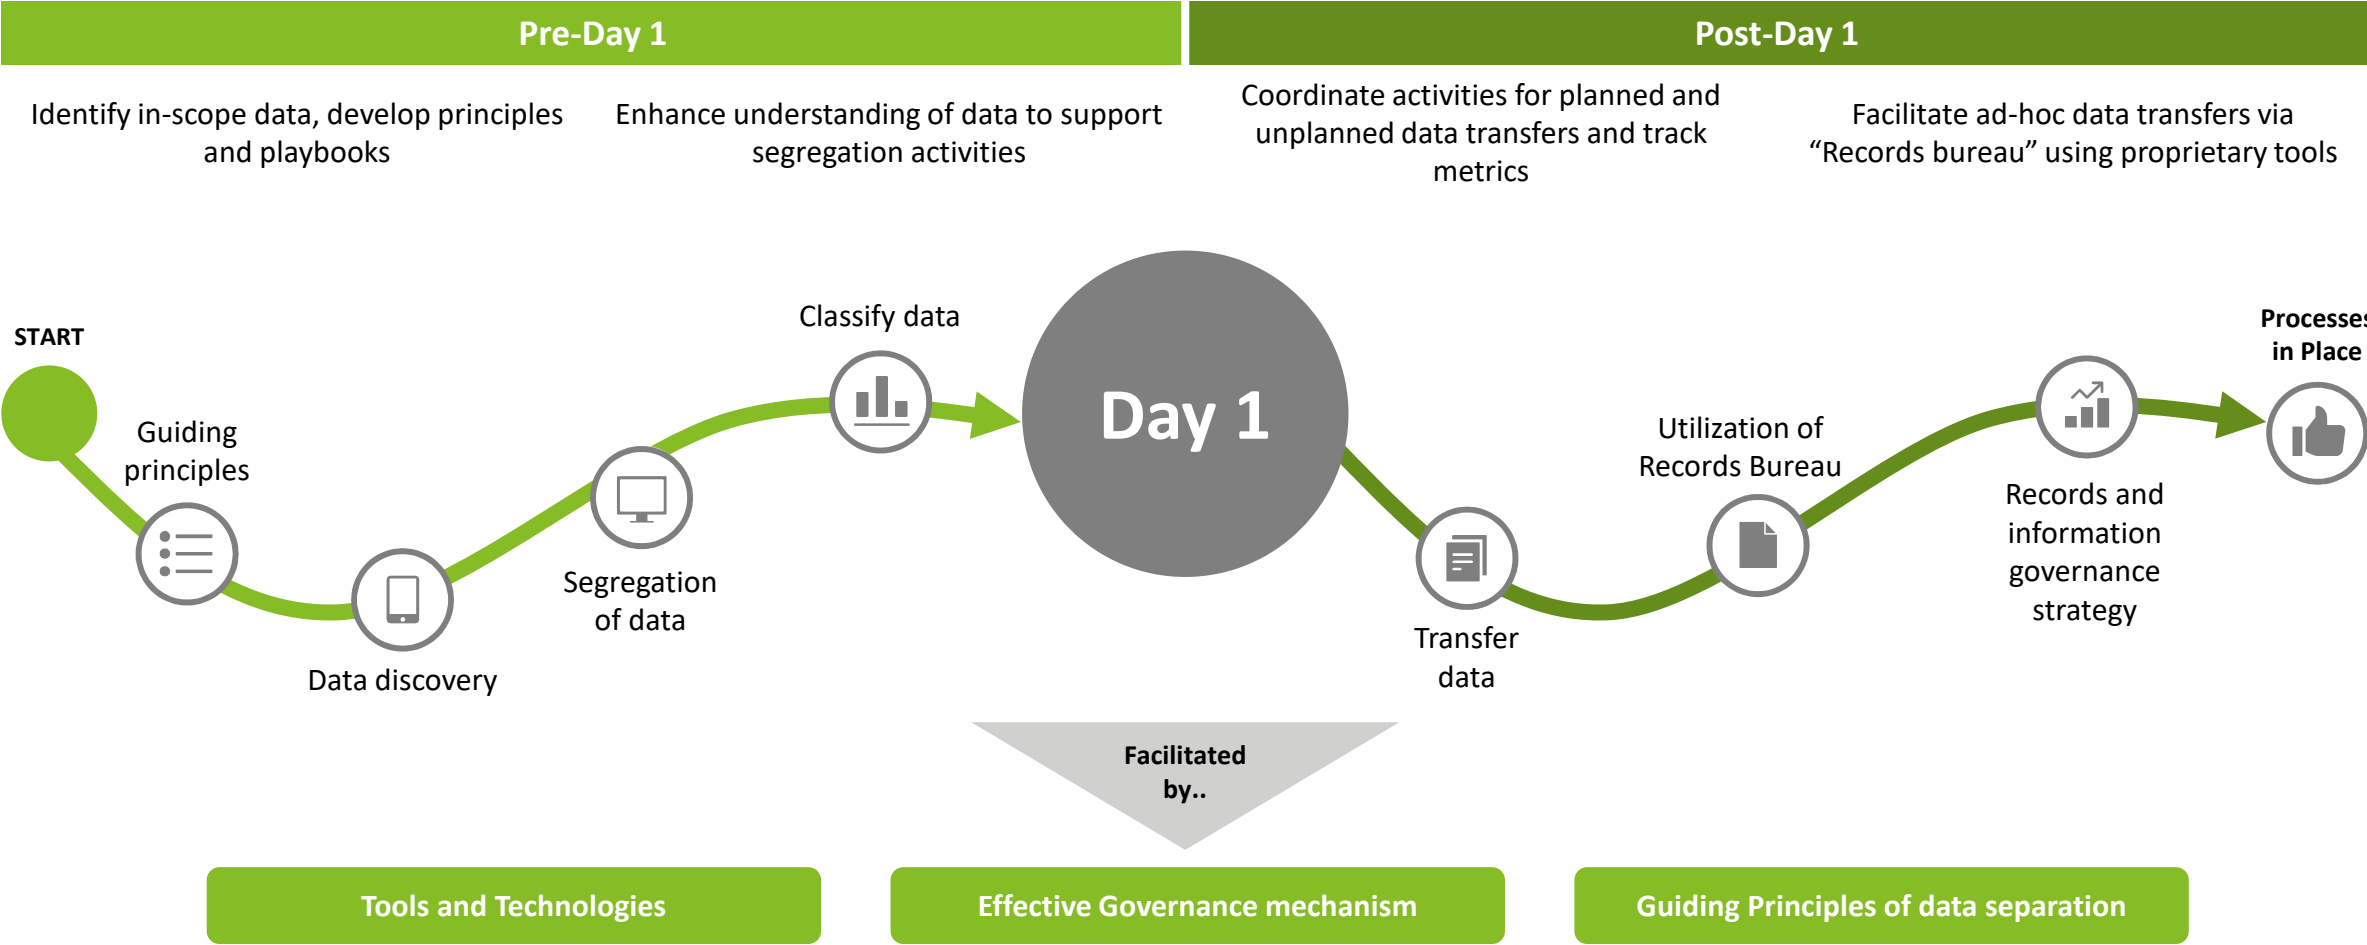 Pre-Day 1
Post-Day 1
Identify in-scope data, develop principles
and playbooks
Enhance understanding of data to support
segregation activities
Coordinate activities for planned and
unplanned data transfers and track
metrics
Facilitate ad-hoc data transfers via
“Records bureau” using proprietary tools
START
Guiding
principles
Data discovery
Segregation
of data
Classify data
Day 1
Transfer
data
Utilization of
Records Bureau
Records and
information
governance
strategy
Processes
in Place
Facilitated
by..
Tools and Technologies
Effective Governance mechanism
Guiding Principles of data separation